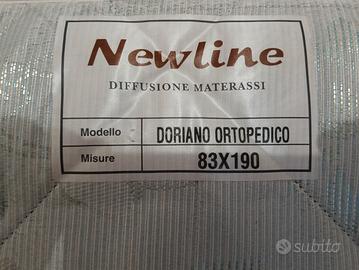 Newline
DIFFUSIONE MATERASSI
Modello DORIANO ORTOPEDICO
Misure 83X190
subito